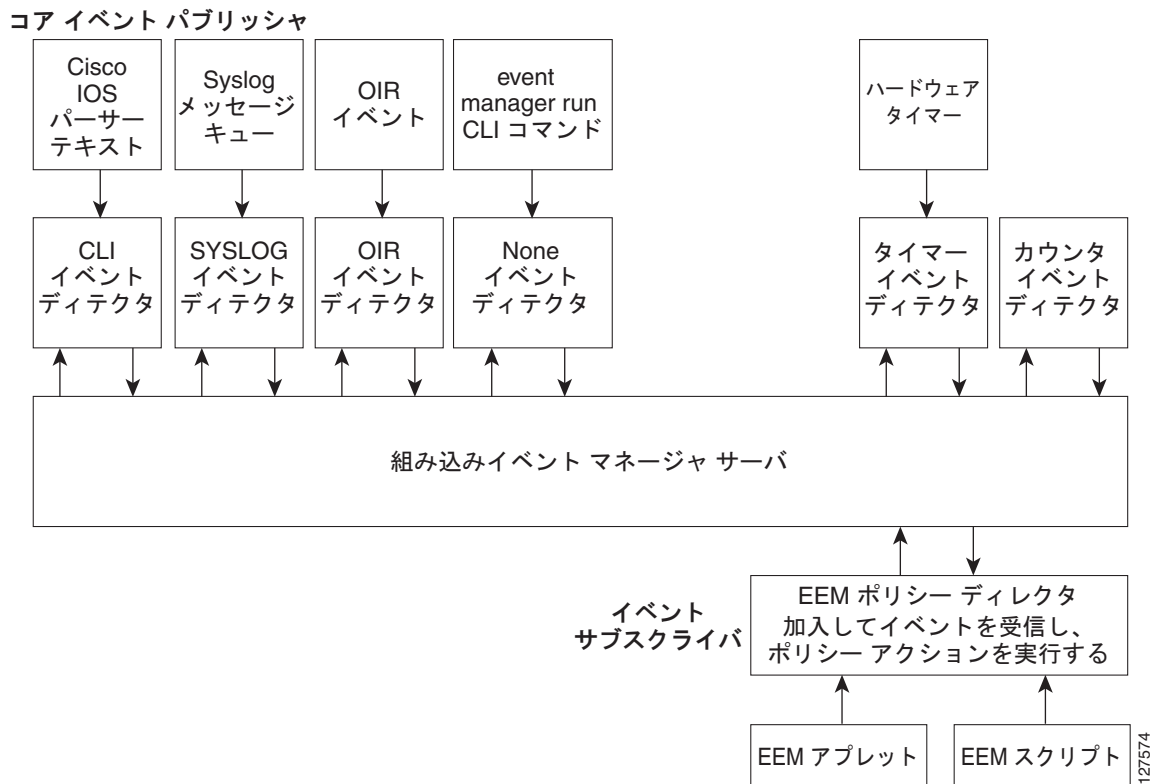 コア イベント パブリッシャ
Cisco
IOS
パーサー
テキスト
Syslog
メッセージ
キュー
OIR
イベント
event
manager run
CLI コマンド
ハードウェア
タイマー
CLI
イベント
ディテクタ
SYSLOG
イベント
ディテクタ
OIR
イベント
ディテクタ
None
イベント
ディテクタ
タイマー
イベント
ディテクタ
カウンタ
イベント
ディテクタ
組み込みイベント マネージャ サーバ
イベント
サブスクライバ
EEM ポリシー ディレクタ
加入してイベントを受信し、
ポリシー アクションを実行する
EEM アプレット
EEM スクリプト
127574